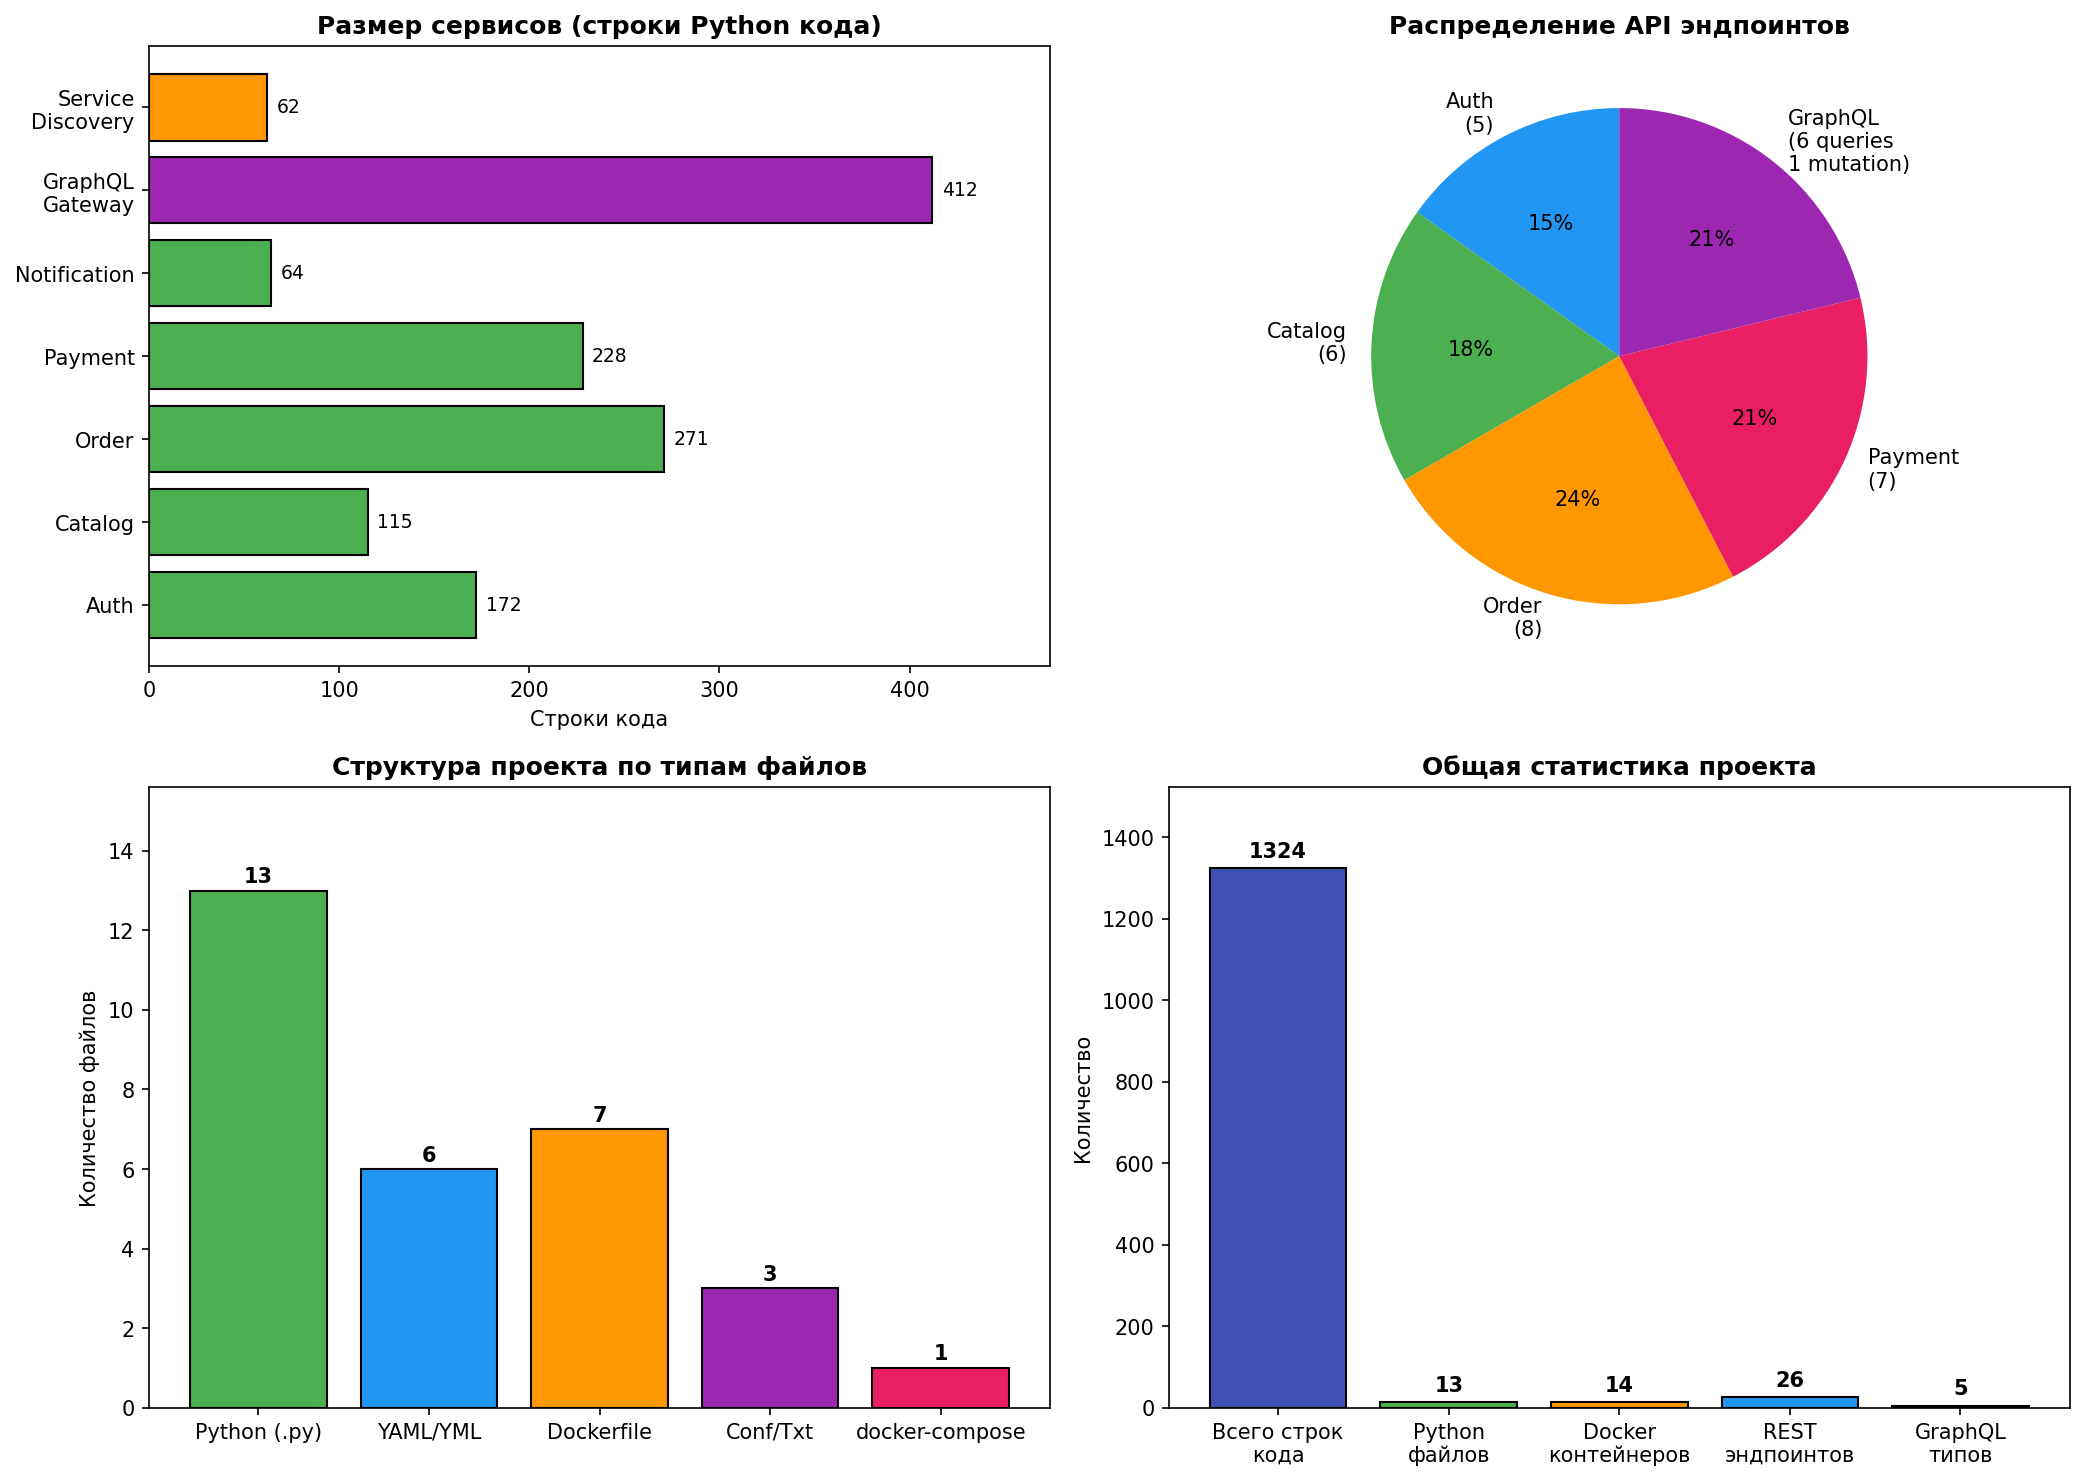 Размер сервисов (строки Python кода)
Service
Discovery
62
GraphQL
Gateway
412
Notification
64
Payment
228
Order
271
Catalog
115
Auth
172
0
100
200
300
400
Строки кода
Распределение API эндпоинтов
Auth
(5)
15%
GraphQL
(6 queries
1 mutation)
21%
Catalog
(6)
18%
Payment
(7)
21%
Order
(8)
24%
Структура проекта по типам файлов
Количество файлов
14
12
10
8
6
4
2
0
13
6
7
3
1
Python (.py)
YAML/YML
Dockerfile
Conf/Txt
docker-compose
Общая статистика проекта
Количество
1400
1200
1000
800
600
400
200
0
1324
13
14
26
5
Всего строк
кода
Python
файлов
Docker
контейнеров
REST
эндпоинтов
GraphQL
типов